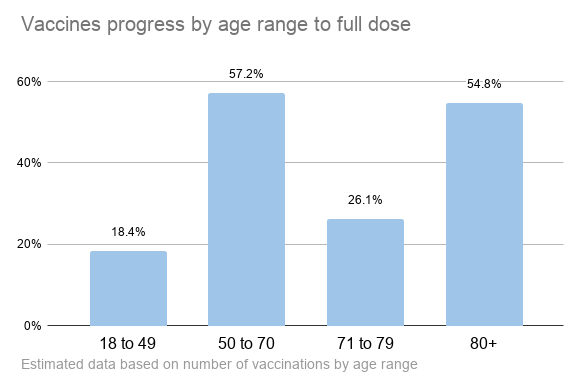 Vaccines progress by age range to full dose
57.2%
60%
54.8%
40%
26.1%
18.4%
20%
0%
18 to 49 50 to 70 71 to 79 80+
Estimated data based on number of vaccinations by age range